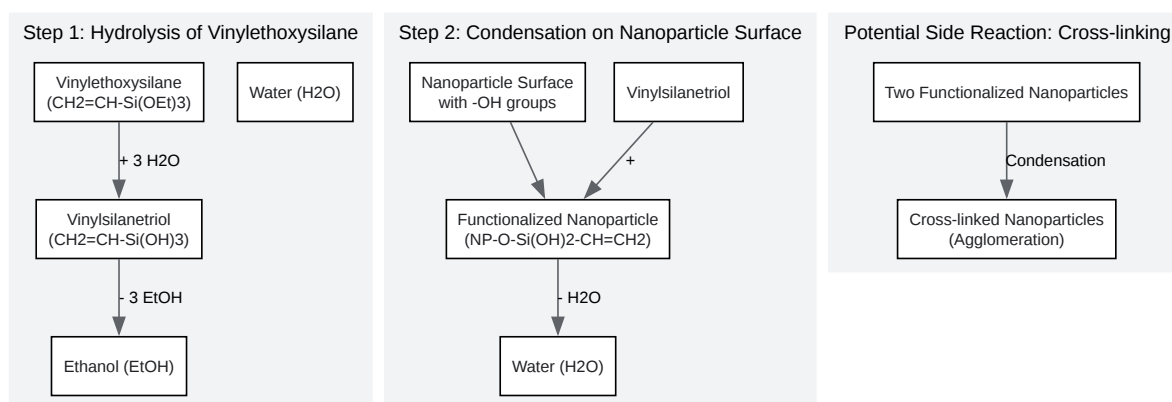 Step 1: Hydrolysis of Vinylethoxysilane
Vinylethoxysilane
(CH2=CH-Si(OEt)3)
Water (H2O)
+ 3 H2O
Vinylsilanetriol
(CH2=CH-Si(OH)3)
- 3 EtOH
Ethanol (EtOH)
Step 2: Condensation on Nanoparticle Surface
Nanoparticle Surface
with -OH groups
Vinylsilanetriol
+
Functionalized Nanoparticle
(NP-O-Si(OH)2-CH=CH2)
- H2O
Water (H2O)
Potential Side Reaction: Cross-linking
Two Functionalized Nanoparticles
Condensation
Cross-linked Nanoparticles
(Agglomeration)